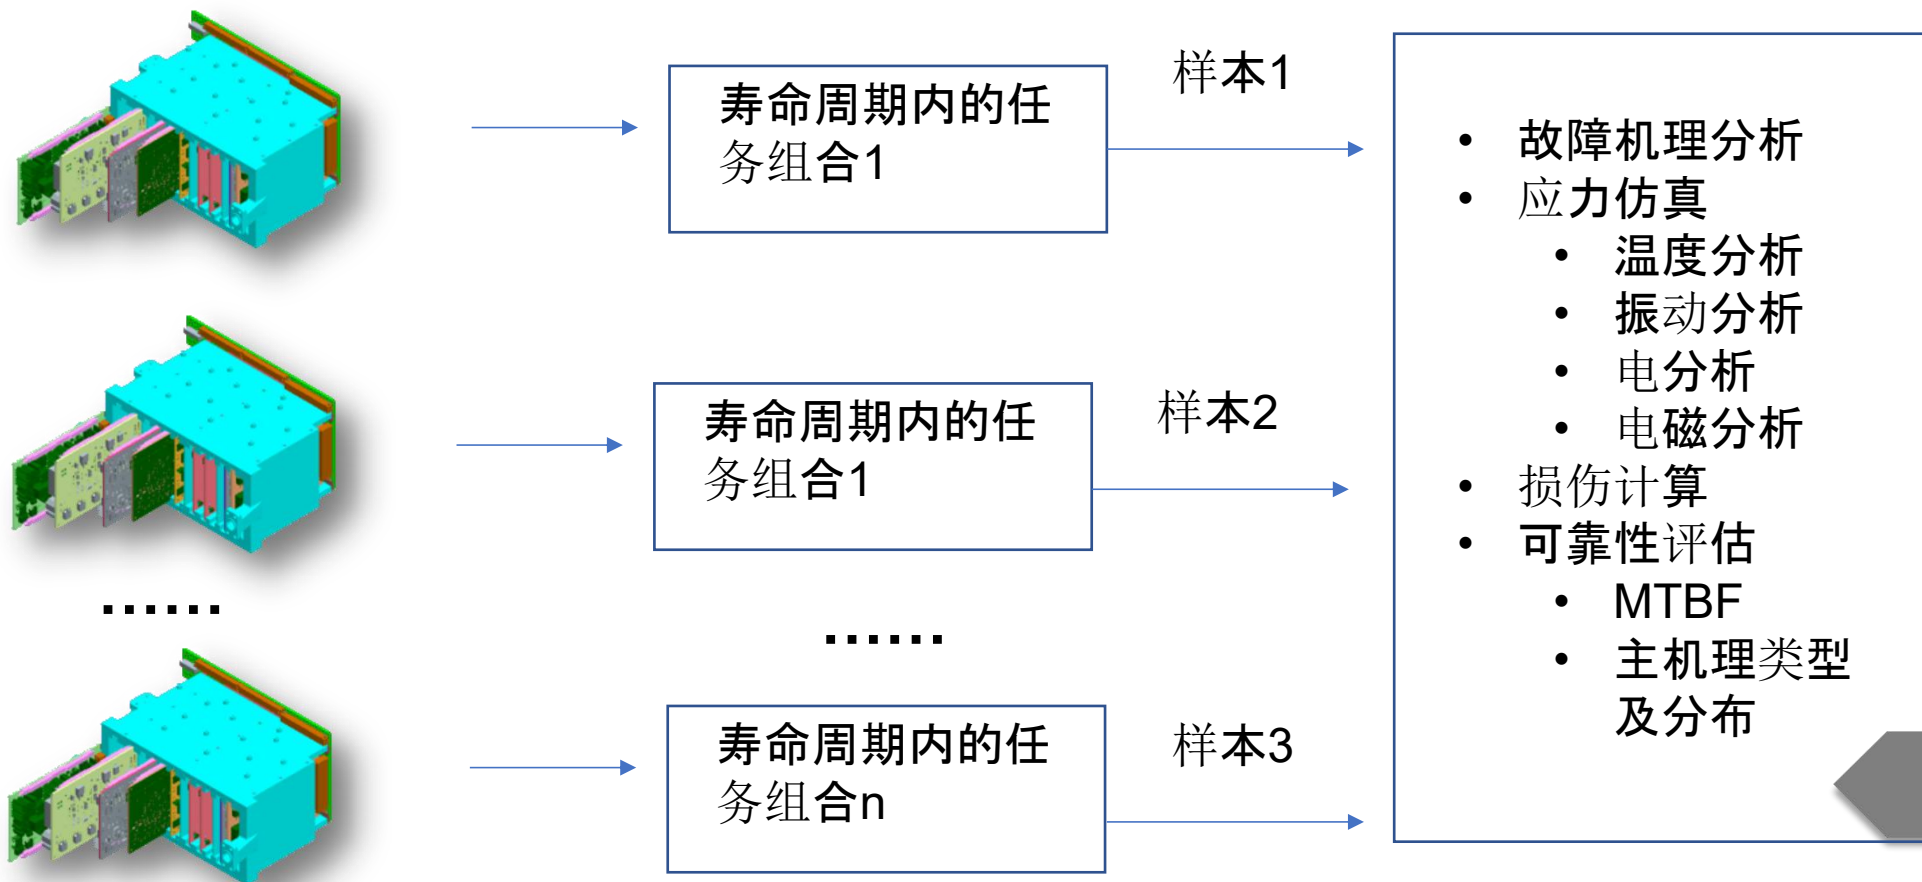 寿命周期内的任
务组合1
样本1
寿命周期内的任
务组合1
样本2
……
……
寿命周期内的任
务组合n
样本3
• 故障机理分析
• 应力仿真
• 温度分析
• 振动分析
• 电分析
• 电磁分析
• 损伤计算
• 可靠性评估
• MTBF
• 主机理类型
及分布